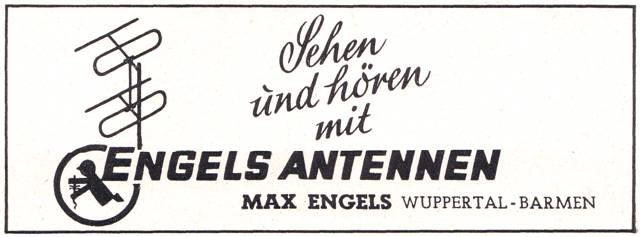 Sehen
und hören
mit
ENGELS ANTENNEN
MAX ENGELS WUPPERTAL-BARMEN